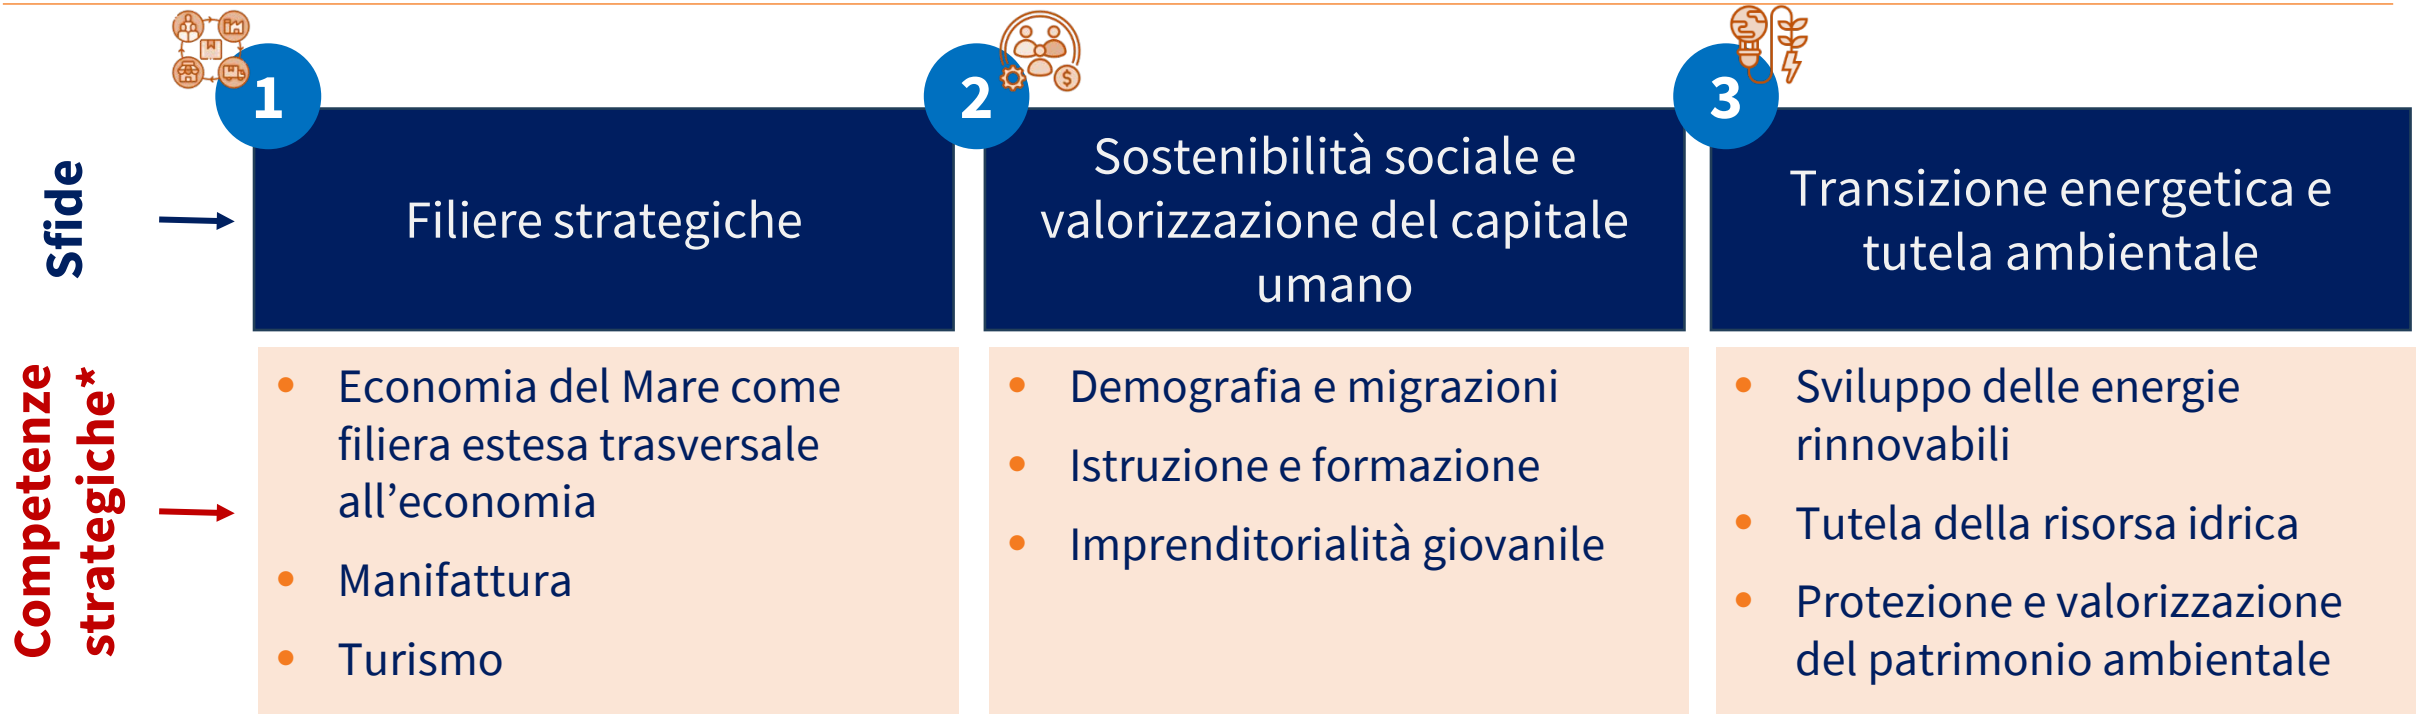 1
2
3
Sfide
Filiere strategiche
Sostenibilità sociale e
valorizzazione del capitale
umano
Transizione energetica e
tutela ambientale
Competenze
strategiche*
• Economia del Mare come
filiera estesa trasversale
all’economia
• Manifattura
• Turismo
• Demografia e migrazioni
• Istruzione e formazione
• Imprenditorialità giovanile
• Sviluppo delle energie
rinnovabili
• Tutela della risorsa idrica
• Protezione e valorizzazione
del patrimonio ambientale